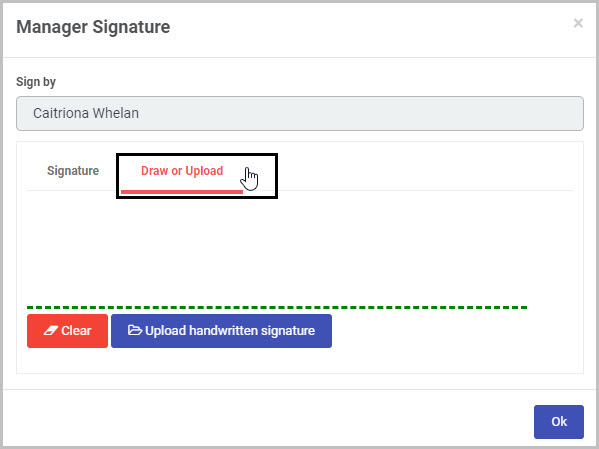 Manager Signature
×
Sign by
Caitriona Whelan
Signature Draw or Upload
Clear Upload handwritten signature
Ok